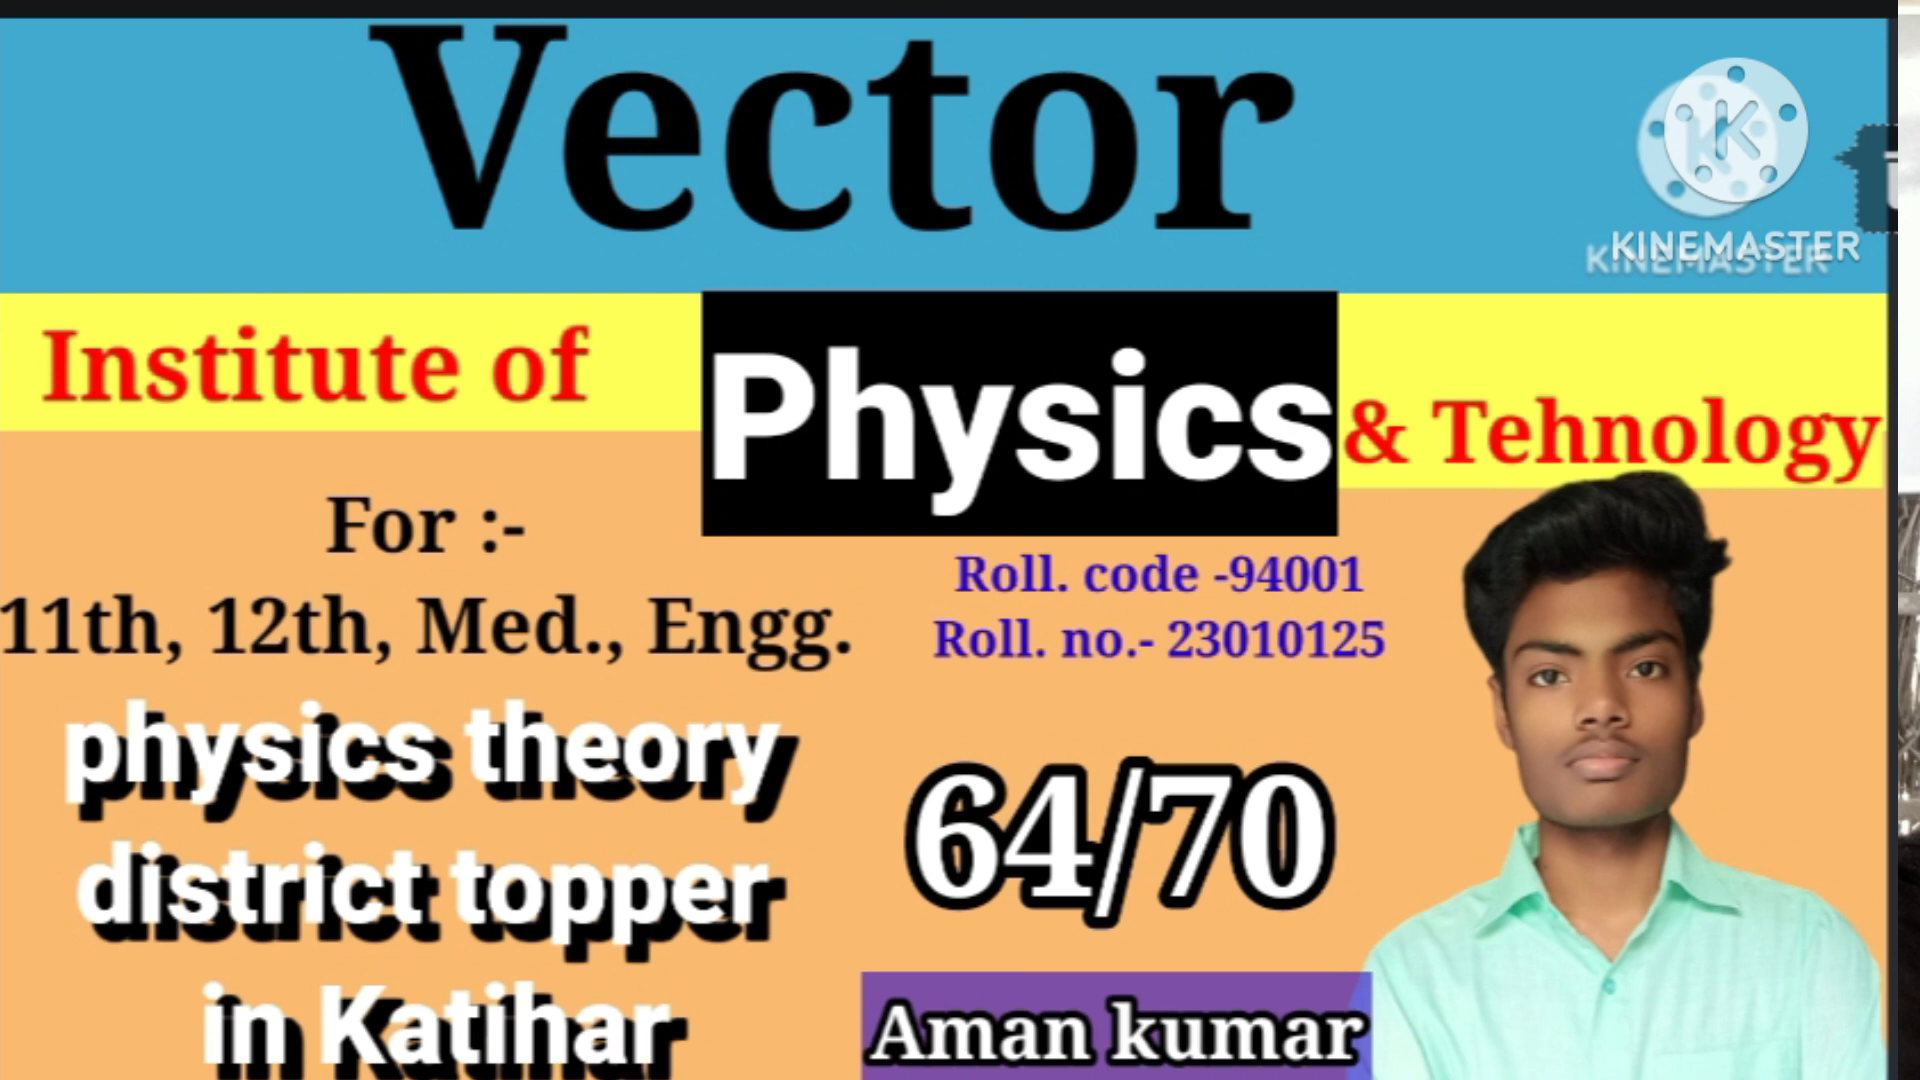 Vector
KINEMASTER
KINEMASTER
Institute of Physics & Tehnology
For :-
11th, 12th, Med., Engg.
Roll. code -94001
Roll. no.- 23010125
physics theory
district topper
in Katihar
64/70
Aman kumar